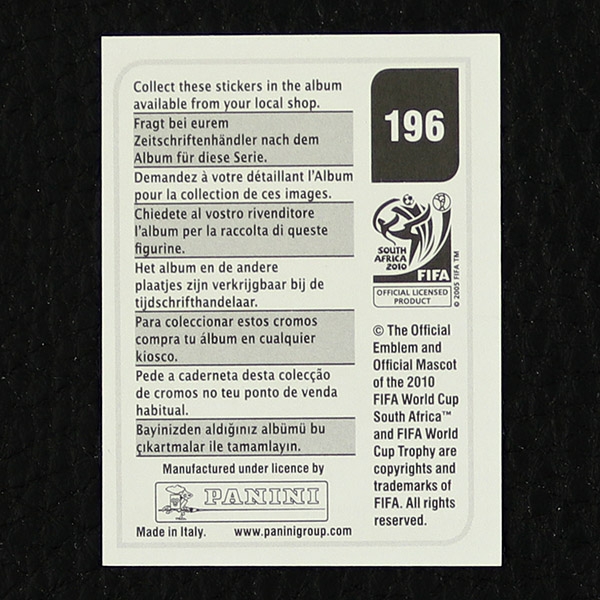 Collect these stickers in the album
available from your local shop.
Fragt bei eurem
Zeitschriftenhändler nach dem
Album für diese Serie.
Demandez à votre détaillant l'Album
pour la collection de ces images.
Chiedete al vostro rivenditore
l'album per la raccolta di queste
figurine.
Het album en de andere
plaatjes zijn verkrijgbaar bij de
tijdschrifthandelaar.
Para coleccionar estos cromos
compra tu álbum en cualquier
kiosco.
Pede a caderneta desta colecção
de cromos no teu ponto de venda
habitual.
Bayinizden aldığınız albümü bu
çıkartmalar ile tamamlayın.
Manufactured under licence by
PANINI
Made in Italy. www.paninigroup.com
196
SOUTH
AFRICA
2010
FIFA
OFFICIAL LICENSED
PRODUCT
© 2005 FIFA TM
© The Official
Emblem and
Official Mascot
of the 2010
FIFA World Cup
South Africa™
and FIFA World
Cup Trophy are
copyrights and
trademarks of
FIFA. All rights
reserved.